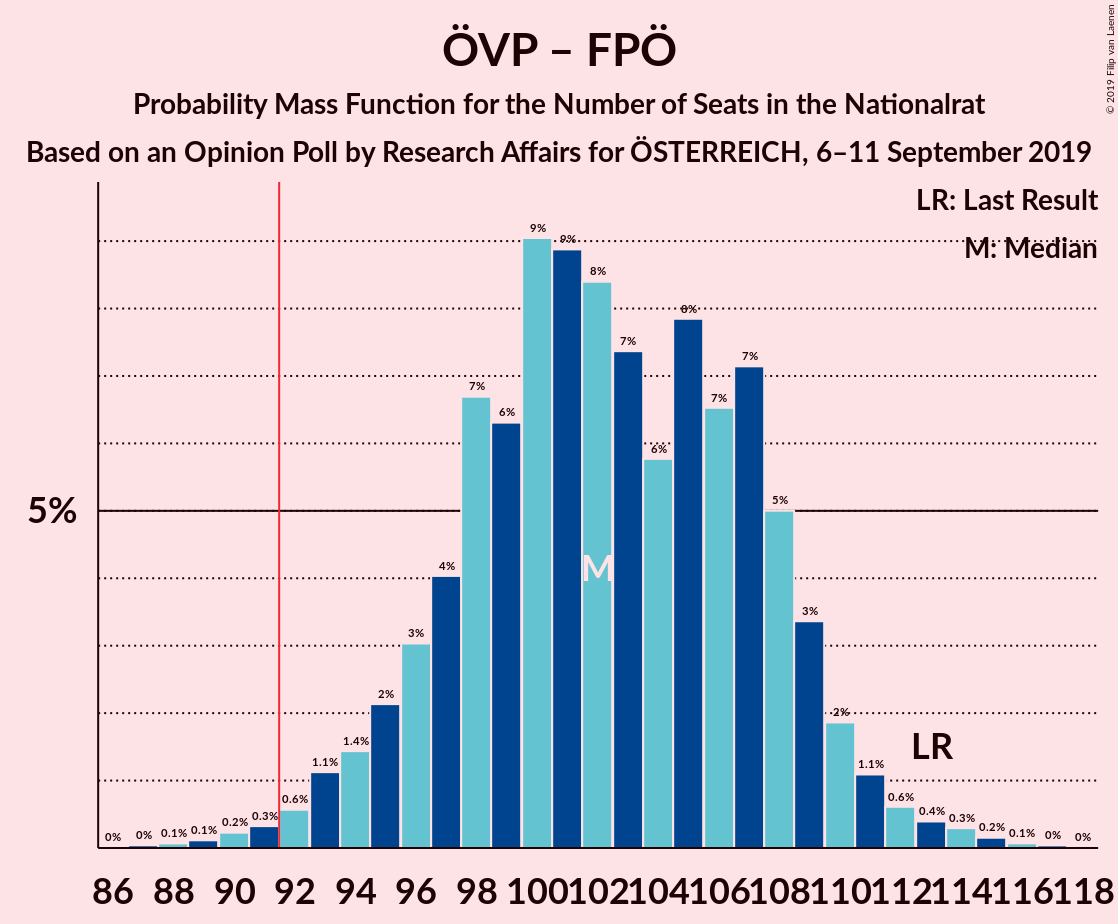 ÖVP – FPÖ
Probability Mass Function for the Number of Seats in the Nationalrat
Based on an Opinion Poll by Research Affairs for ÖSTERREICH, 6–11 September 2019
© 2019 Filip van Laenen
LR: Last Result
M: Median
5%
0% 0% 0.1% 0.1% 0.2% 0.3% 0.6% 1.1% 1.4% 2% 3% 4% 7% 6% 9% 9% 8% 7% 6% 8% 7% 7% 5% 3% 2% 1.1% 0.6% 0.4% 0.3% 0.2% 0.1% 0% 0%
M
LR
86 88 90 92 94 96 98 100 102 104 106 108 110 112 114 116 118